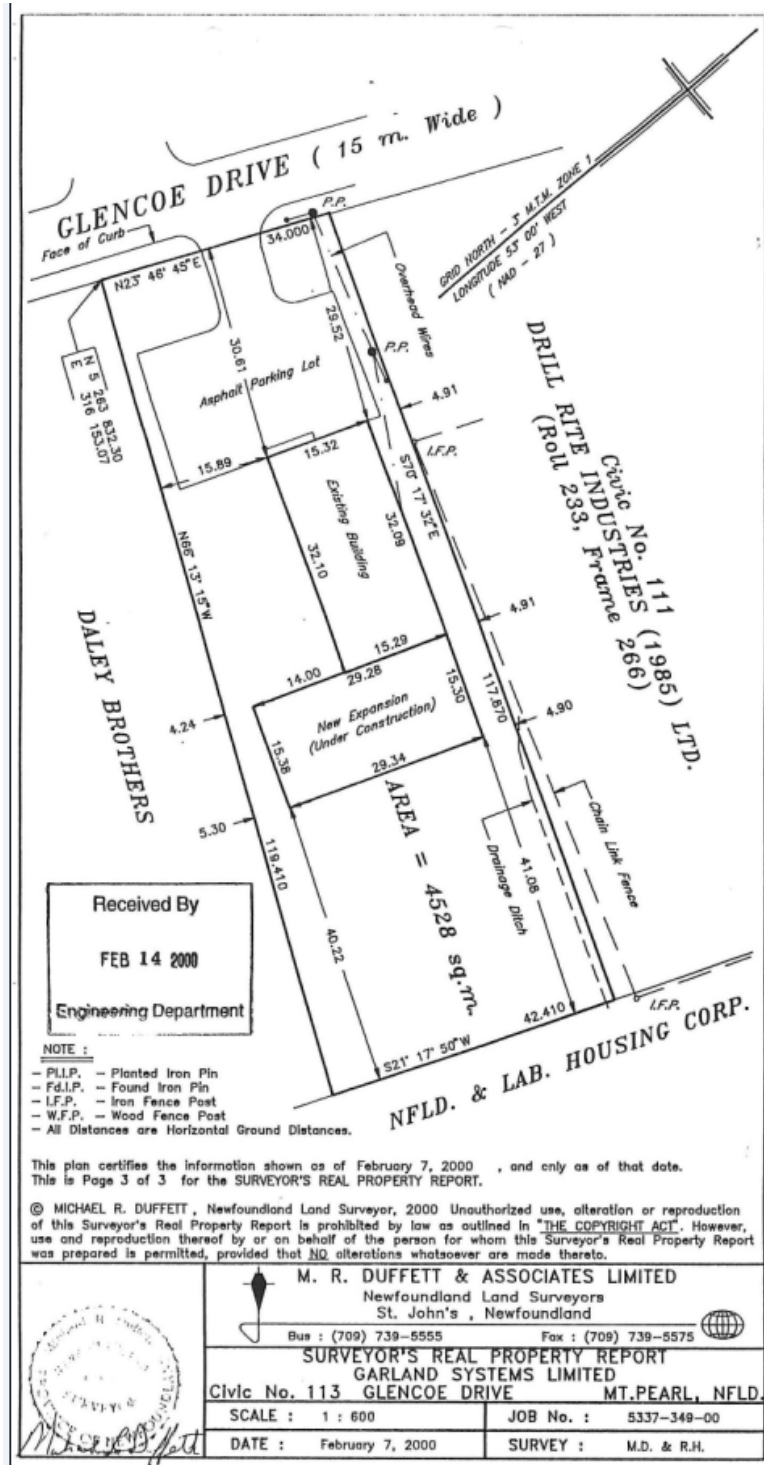 GLENCOE DRIVE ( 15 m. Wide )
Face of Curb
P.P.
34.000
N23° 46' 45"E
GRID NORTH - 3° M.T.M. ZONE 1
LONGITUDE 53° 00' WEST
( NAD - 27 )
N 5 263 832.30
E 316 153.07
30.61
29.52
Overhead Wires
P.P.
Asphalt Parking Lot
4.91
I.F.P.
DRILL RITE INDUSTRIES (1985) LTD.
Civic No. 111
(Roll 233, Frame 266)
15.89
15.32
S70° 17' 32"E
Existing Building
32.09
32.10
N66° 13' 15"W
DALEY BROTHERS
4.91
15.29
14.00
29.28
15.30
117.870
New Expansion
(Under Construction)
4.24
4.90
15.38
29.34
5.30
119.410
AREA = 4528 sq.m.
Drainage Ditch
Chain Link Fence
41.08
40.22
42.410
I.F.P.
S21° 17' 50"W
NFLD. & LAB. HOUSING CORP.
Received By
FEB 14 2000
Engineering Department
NOTE :
- Pl.I.P. - Planted Iron Pin
- Fd.I.P. - Found Iron Pin
- I.F.P. - Iron Fence Post
- W.F.P. - Wood Fence Post
- All Distances are Horizontal Ground Distances.
This plan certifies the information shown as of February 7, 2000 , and only as of that date.
This is Page 3 of 3 for the SURVEYOR'S REAL PROPERTY REPORT.
© MICHAEL R. DUFFETT , Newfoundland Land Surveyor, 2000 Unauthorized use, alteration or reproduction
of this Surveyor's Real Property Report is prohibited by law as outlined in "THE COPYRIGHT ACT". However,
use and reproduction thereof by or on behalf of the person for whom this Surveyor's Real Property Report
was prepared is permitted, provided that NO alterations whatsoever are made thereto.
M. R. DUFFETT & ASSOCIATES LIMITED
Newfoundland Land Surveyors
St. John's , Newfoundland
Bus : (709) 739-5555 Fax : (709) 739-5575
SURVEYOR'S REAL PROPERTY REPORT
GARLAND SYSTEMS LIMITED
Civic No. 113 GLENCOE DRIVE MT.PEARL, NFLD.
SCALE : 1 : 600 JOB No. : 5337-349-00
DATE : February 7, 2000 SURVEY : M.D. & R.H.